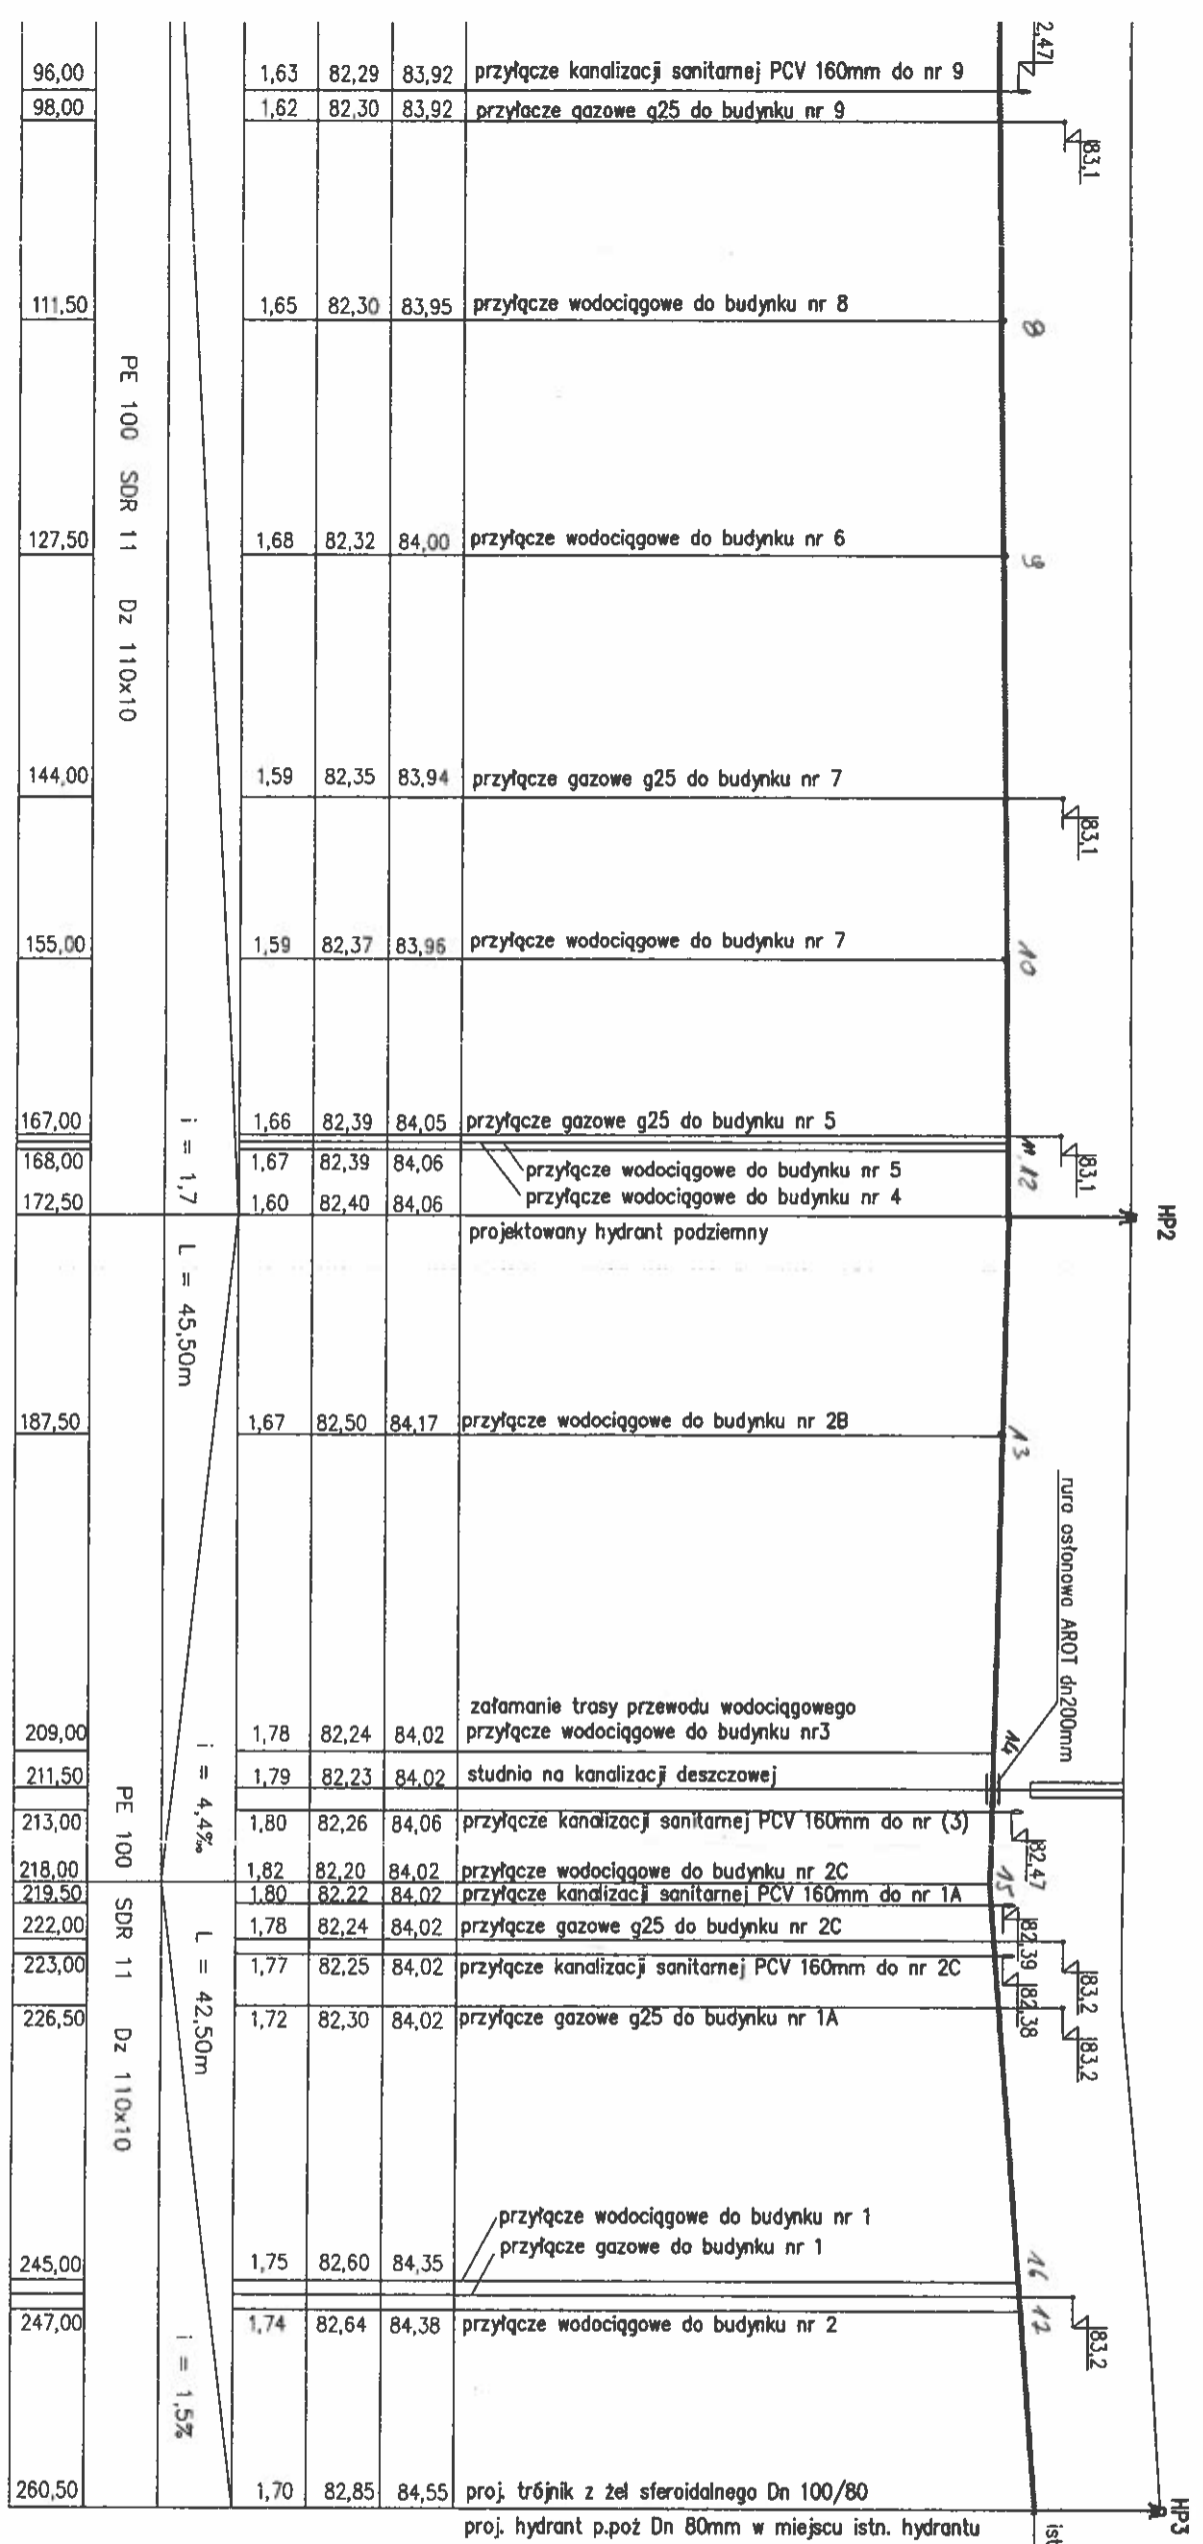 2,47
96,00 1,63 82,29 83,92 przyłącze kanalizacji sanitarnej PCV 160mm do nr 9
98,00 1,62 82,30 83,92 przyłacze gazowe g25 do budynku nr 9
83,1
111,50 1,65 82,30 83,95 przyłącze wodociągowe do budynku nr 8
8
PE 100 SDR 11 Dz 110x10
127,50 1,68 82,32 84,00 przyłącze wodociągowe do budynku nr 6
9
144,00 1,59 82,35 83,94 przyłącze gazowe g25 do budynku nr 7
83,1
155,00 1,59 82,37 83,96 przyłącze wodociągowe do budynku nr 7
10
167,00 1,66 82,39 84,05 przyłącze gazowe g25 do budynku nr 5
83,1
11,12
168,00 1,67 82,39 84,06 przyłącze wodociągowe do budynku nr 5
przyłącze wodociągowe do budynku nr 4
172,50 1,60 82,40 84,06
HP2
projektowany hydrant podziemny
i = 1,7 L = 45,50m
187,50 1,67 82,50 84,17 przyłącze wodociągowe do budynku nr 2B
13
rura osłonowa AROT dn200mm
załamanie trasy przewodu wodociągowego
209,00 1,78 82,24 84,02 przyłącze wodociągowe do budynku nr3
14
211,50 1,79 82,23 84,02 studnia na kanalizacji deszczowej
213,00 1,80 82,26 84,06 przyłącze kanalizacji sanitarnej PCV 160mm do nr (3)
82,47
i = 4,4‰ L = 42,50m
218,00 1,82 82,20 84,02 przyłącze wodociągowe do budynku nr 2C
15
219,50 1,80 82,22 84,02 przyłącze kanalizacji sanitarnej PCV 160mm do nr 1A
82,39
222,00 1,78 82,24 84,02 przyłącze gazowe g25 do budynku nr 2C
83,2
223,00 1,77 82,25 84,02 przyłącze kanalizacji sanitarnej PCV 160mm do nr 2C
82,38
226,50 1,72 82,30 84,02 przyłącze gazowe g25 do budynku nr 1A
83,2
PE 100 SDR 11 Dz 110x10
przyłącze wodociągowe do budynku nr 1
przyłącze gazowe do budynku nr 1
245,00 1,75 82,60 84,35
16
247,00 1,74 82,64 84,38 przyłącze wodociągowe do budynku nr 2
12
83,2
i = 1,5%
260,50 1,70 82,85 84,55 proj. trójnik z żel sferoidalnego Dn 100/80
HP3
proj. hydrant p.poż Dn 80mm w miejscu istn. hydrantu
ist